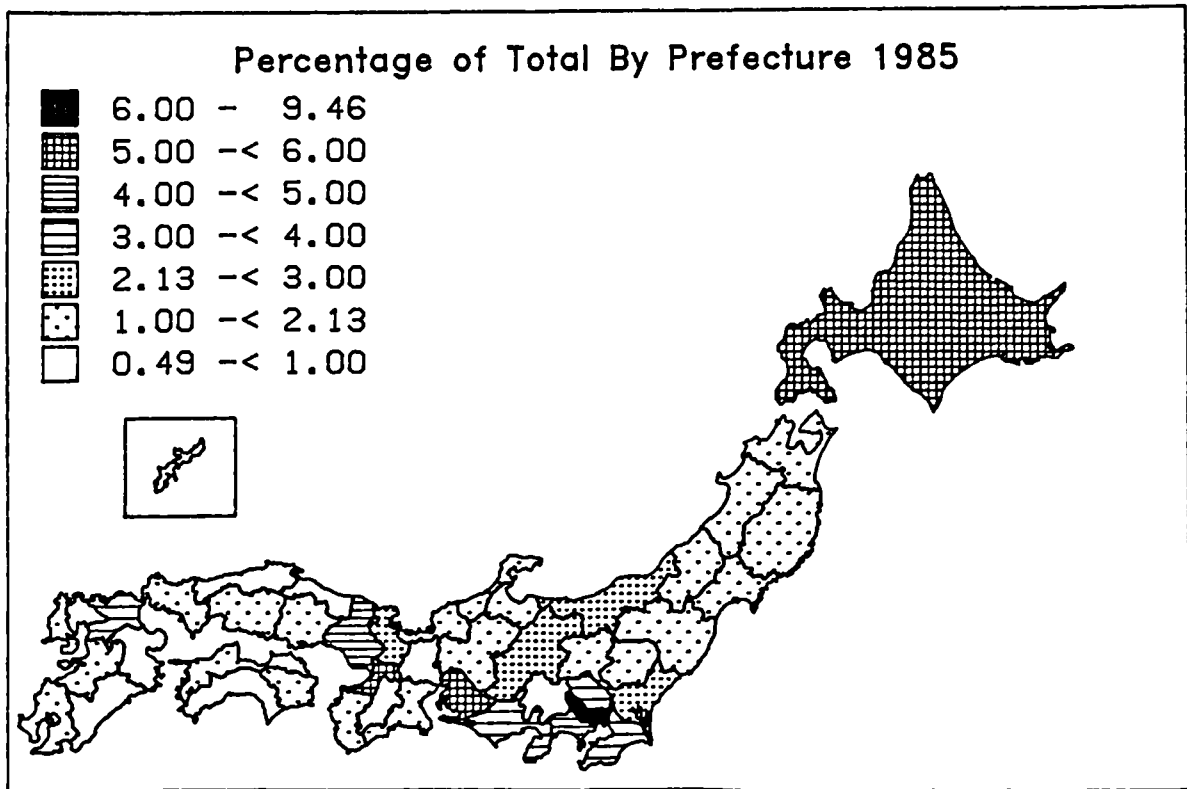 Percentage of Total By Prefecture 1985
6.00 - 9.46
5.00 -< 6.00
4.00 -< 5.00
3.00 -< 4.00
2.13 -< 3.00
1.00 -< 2.13
0.49 -< 1.00